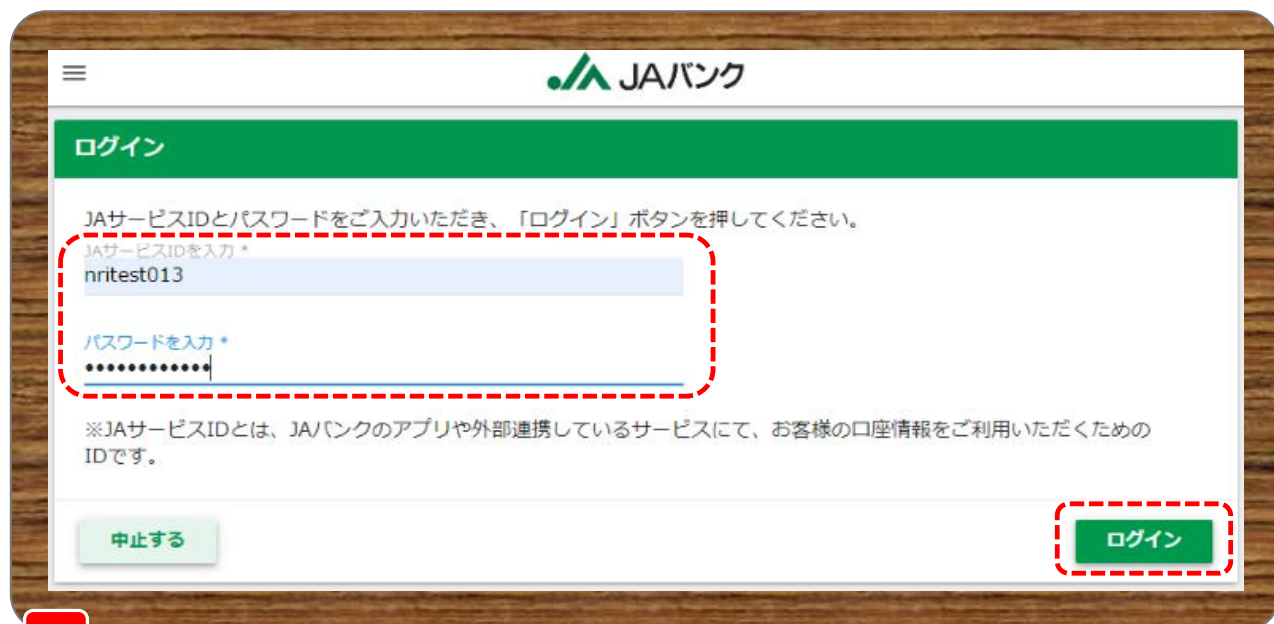 JAバンク
ログイン
JAサービスIDとパスワードをご入力いただき、「ログイン」ボタンを押してください。
JAサービスIDを入力 *
nritest013
パスワードを入力 *
••••••••••••
※JAサービスIDとは、JAバンクのアプリや外部連携しているサービスにて、お客様の口座情報をご利用いただくための
IDです。
中止する
ログイン